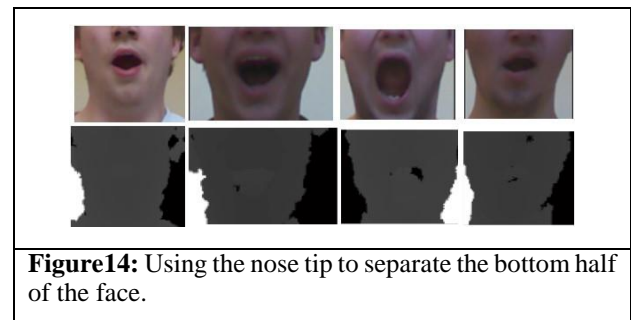 Figure14: Using the nose tip to separate the bottom half
of the face.